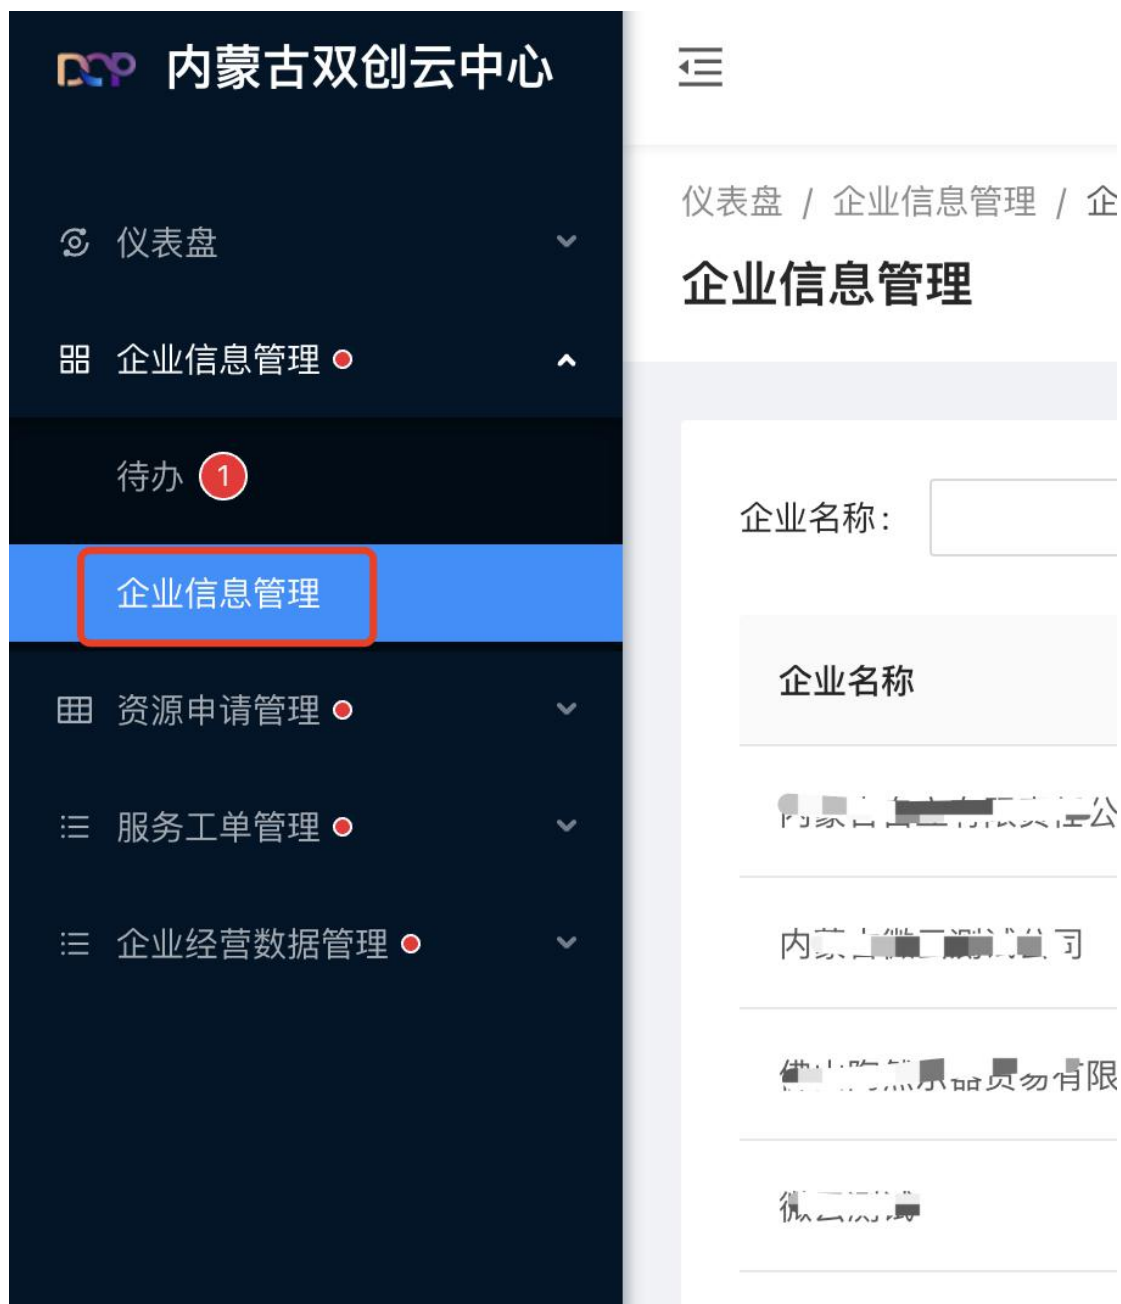 DCP 内蒙古双创云中心
仪表盘
企业信息管理
待办 1
企业信息管理
资源申请管理
服务工单管理
企业经营数据管理
仪表盘 / 企业信息管理 / 企
企业信息管理
企业名称:
企业名称